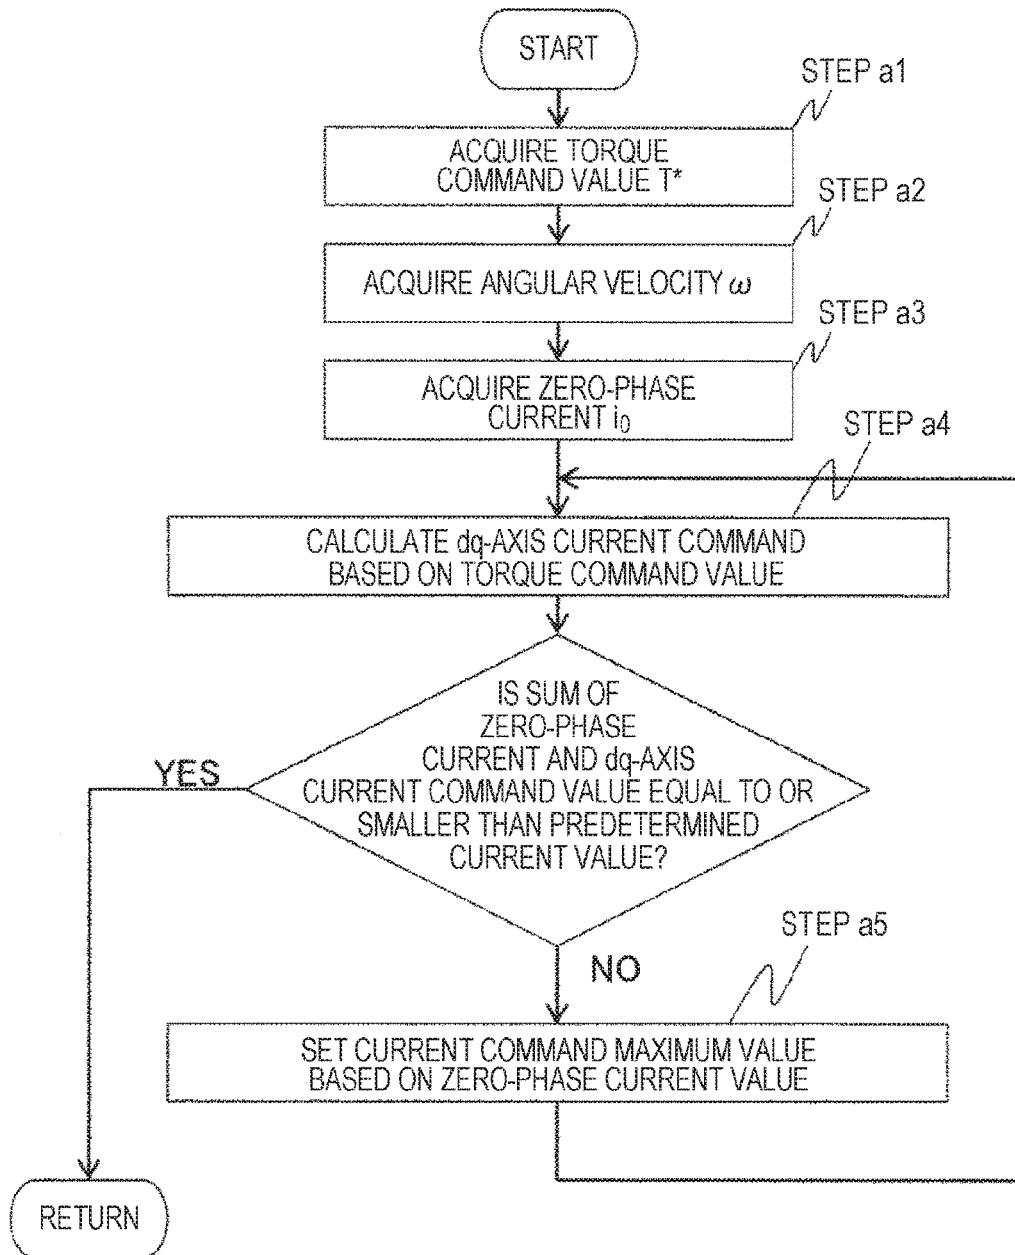 START
STEP a1
ACQUIRE TORQUE
COMMAND VALUE T*
STEP a2
ACQUIRE ANGULAR VELOCITY ω
STEP a3
ACQUIRE ZERO-PHASE
CURRENT i₀
STEP a4
CALCULATE dq-AXIS CURRENT COMMAND
BASED ON TORQUE COMMAND VALUE
IS SUM OF
ZERO-PHASE
CURRENT AND dq-AXIS
CURRENT COMMAND VALUE EQUAL TO OR
SMALLER THAN PREDETERMINED
CURRENT VALUE?
YES
NO
STEP a5
SET CURRENT COMMAND MAXIMUM VALUE
BASED ON ZERO-PHASE CURRENT VALUE
RETURN